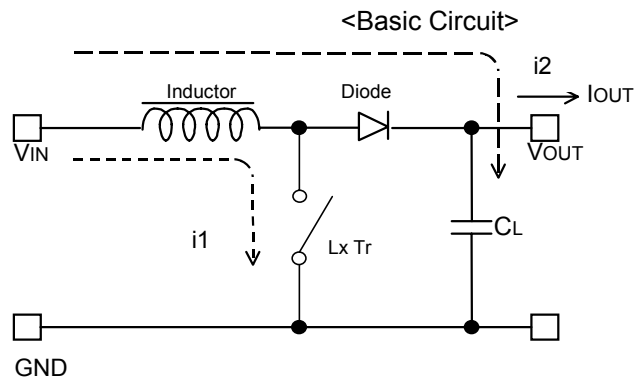 <Basic Circuit>
i2
Inductor
Diode
IOUT
VIN
VOUT
i1
Lx Tr
CL
GND